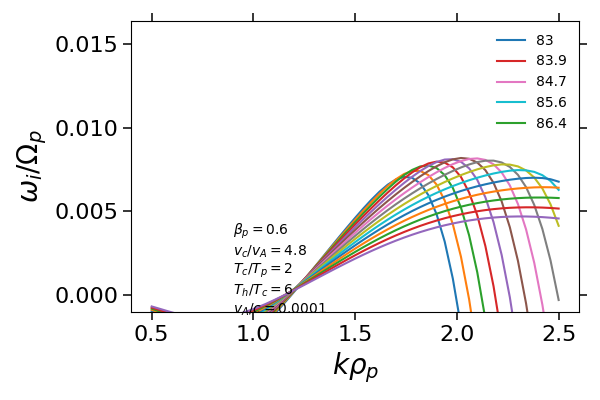 83
83.9
84.7
85.6
86.4
0.015
0.010
0.005
0.000
ω_i/Ω_p
β_p = 0.6
v_c/v_A = 4.8
T_c/T_p = 2
T_h/T_c = 6
v_A/c = 0.0001
0.5 1.0 1.5 2.0 2.5
kρ_p